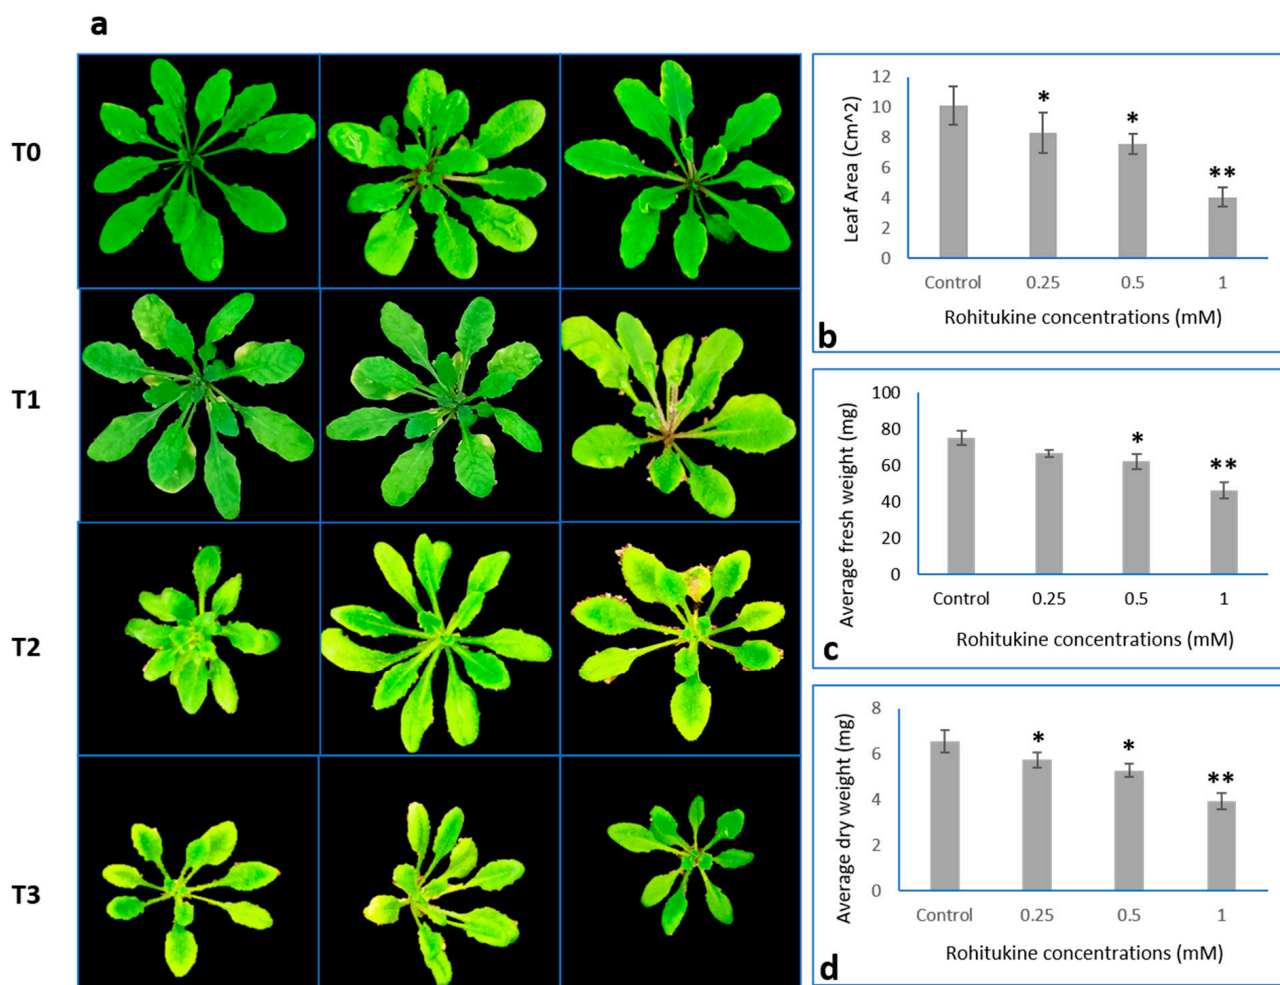 a
T0
T1
T2
T3
12
10
8
6
4
2
0
Leaf Area (Cm^2)
*
*
**
Control 0.25 0.5 1
Rohitukine concentrations (mM)
b
100
80
60
40
20
0
Average fresh weight (mg)
*
**
Control 0.25 0.5 1
Rohitukine concentrations (mM)
c
8
6
4
2
0
Average dry weight (mg)
*
*
**
Control 0.25 0.5 1
Rohitukine concentrations (mM)
d